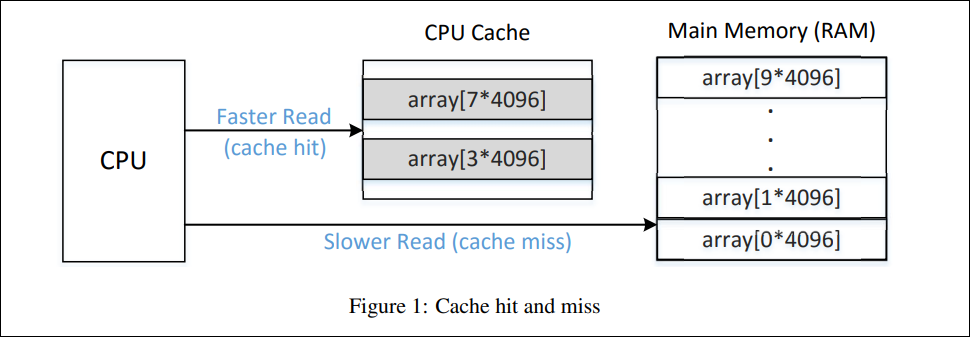 CPU Cache
Main Memory (RAM)
CPU
Faster Read
(cache hit)
array[7*4096]
array[3*4096]
Slower Read (cache miss)
array[9*4096]
.
.
.
array[1*4096]
array[0*4096]
Figure 1: Cache hit and miss